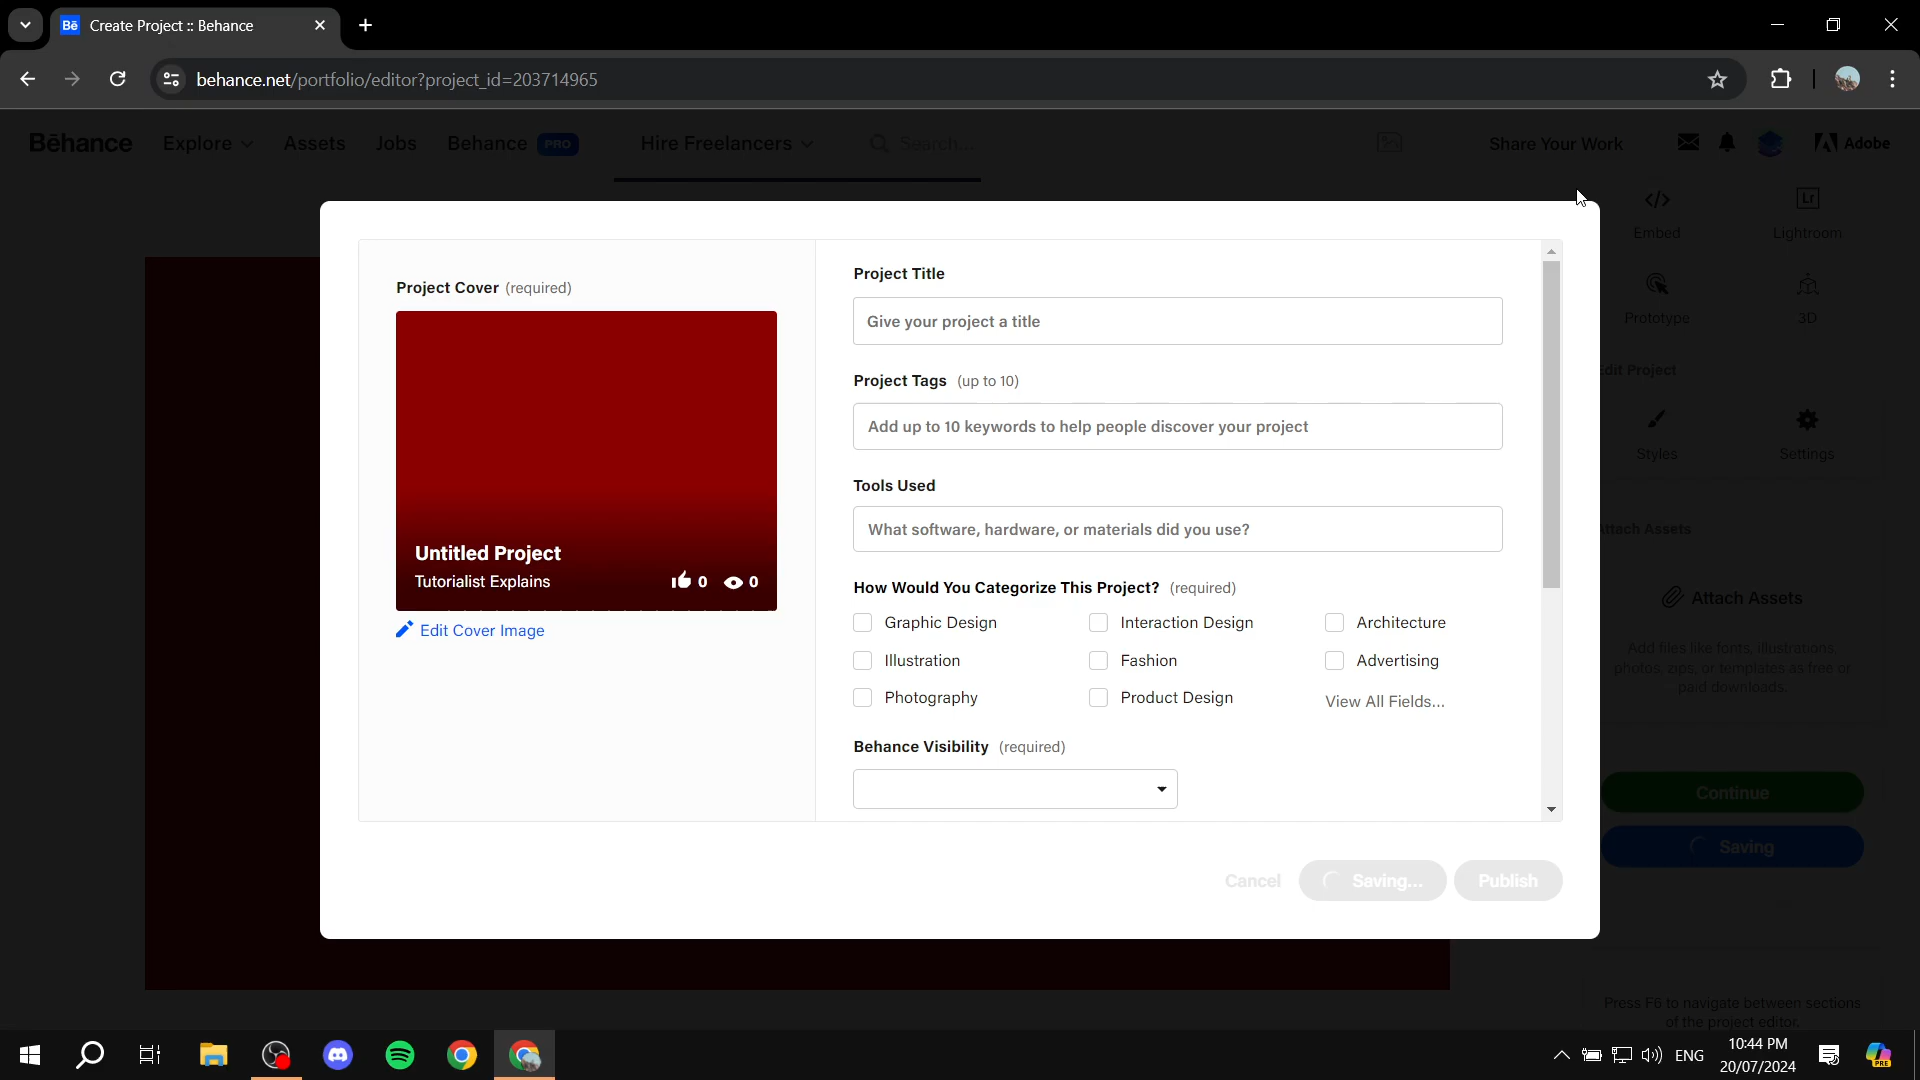 Bē Create Project :: Behance
behance.net/portfolio/editor?project_id=203714965
Bēhance Explore Assets Jobs Behance PRO Hire Freelancers Search... Share Your Work Adobe
Embed Lr Lightroom
Prototype 3D
Edit Project
Styles Settings
Attach Assets
Attach Assets
Add files like fonts, illustrations,
photos, zips, or templates as free or
paid downloads.
Continue
Saving
Press F6 to navigate between sections
of the project editor.
Project Cover (required)
Untitled Project
Tutorialist Explains 0 0
Edit Cover Image
Project Title
Give your project a title
Project Tags (up to 10)
Add up to 10 keywords to help people discover your project
Tools Used
What software, hardware, or materials did you use?
How Would You Categorize This Project? (required)
Graphic Design Interaction Design Architecture
Illustration Fashion Advertising
Photography Product Design View All Fields...
Behance Visibility (required)
Cancel Saving... Publish
ENG 10:44 PM
20/07/2024
PRE